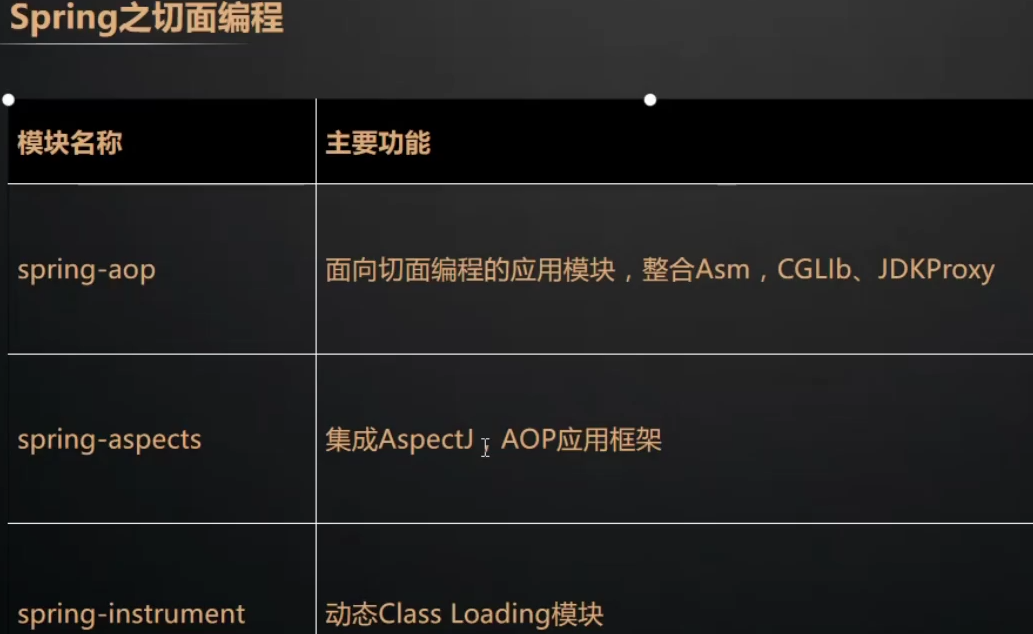 Spring之切面编程
模块名称
主要功能
spring-aop
面向切面编程的应用模块，整合Asm，CGLIb、JDKProxy
spring-aspects
集成AspectJ，AOP应用框架
spring-instrument
动态Class Loading模块